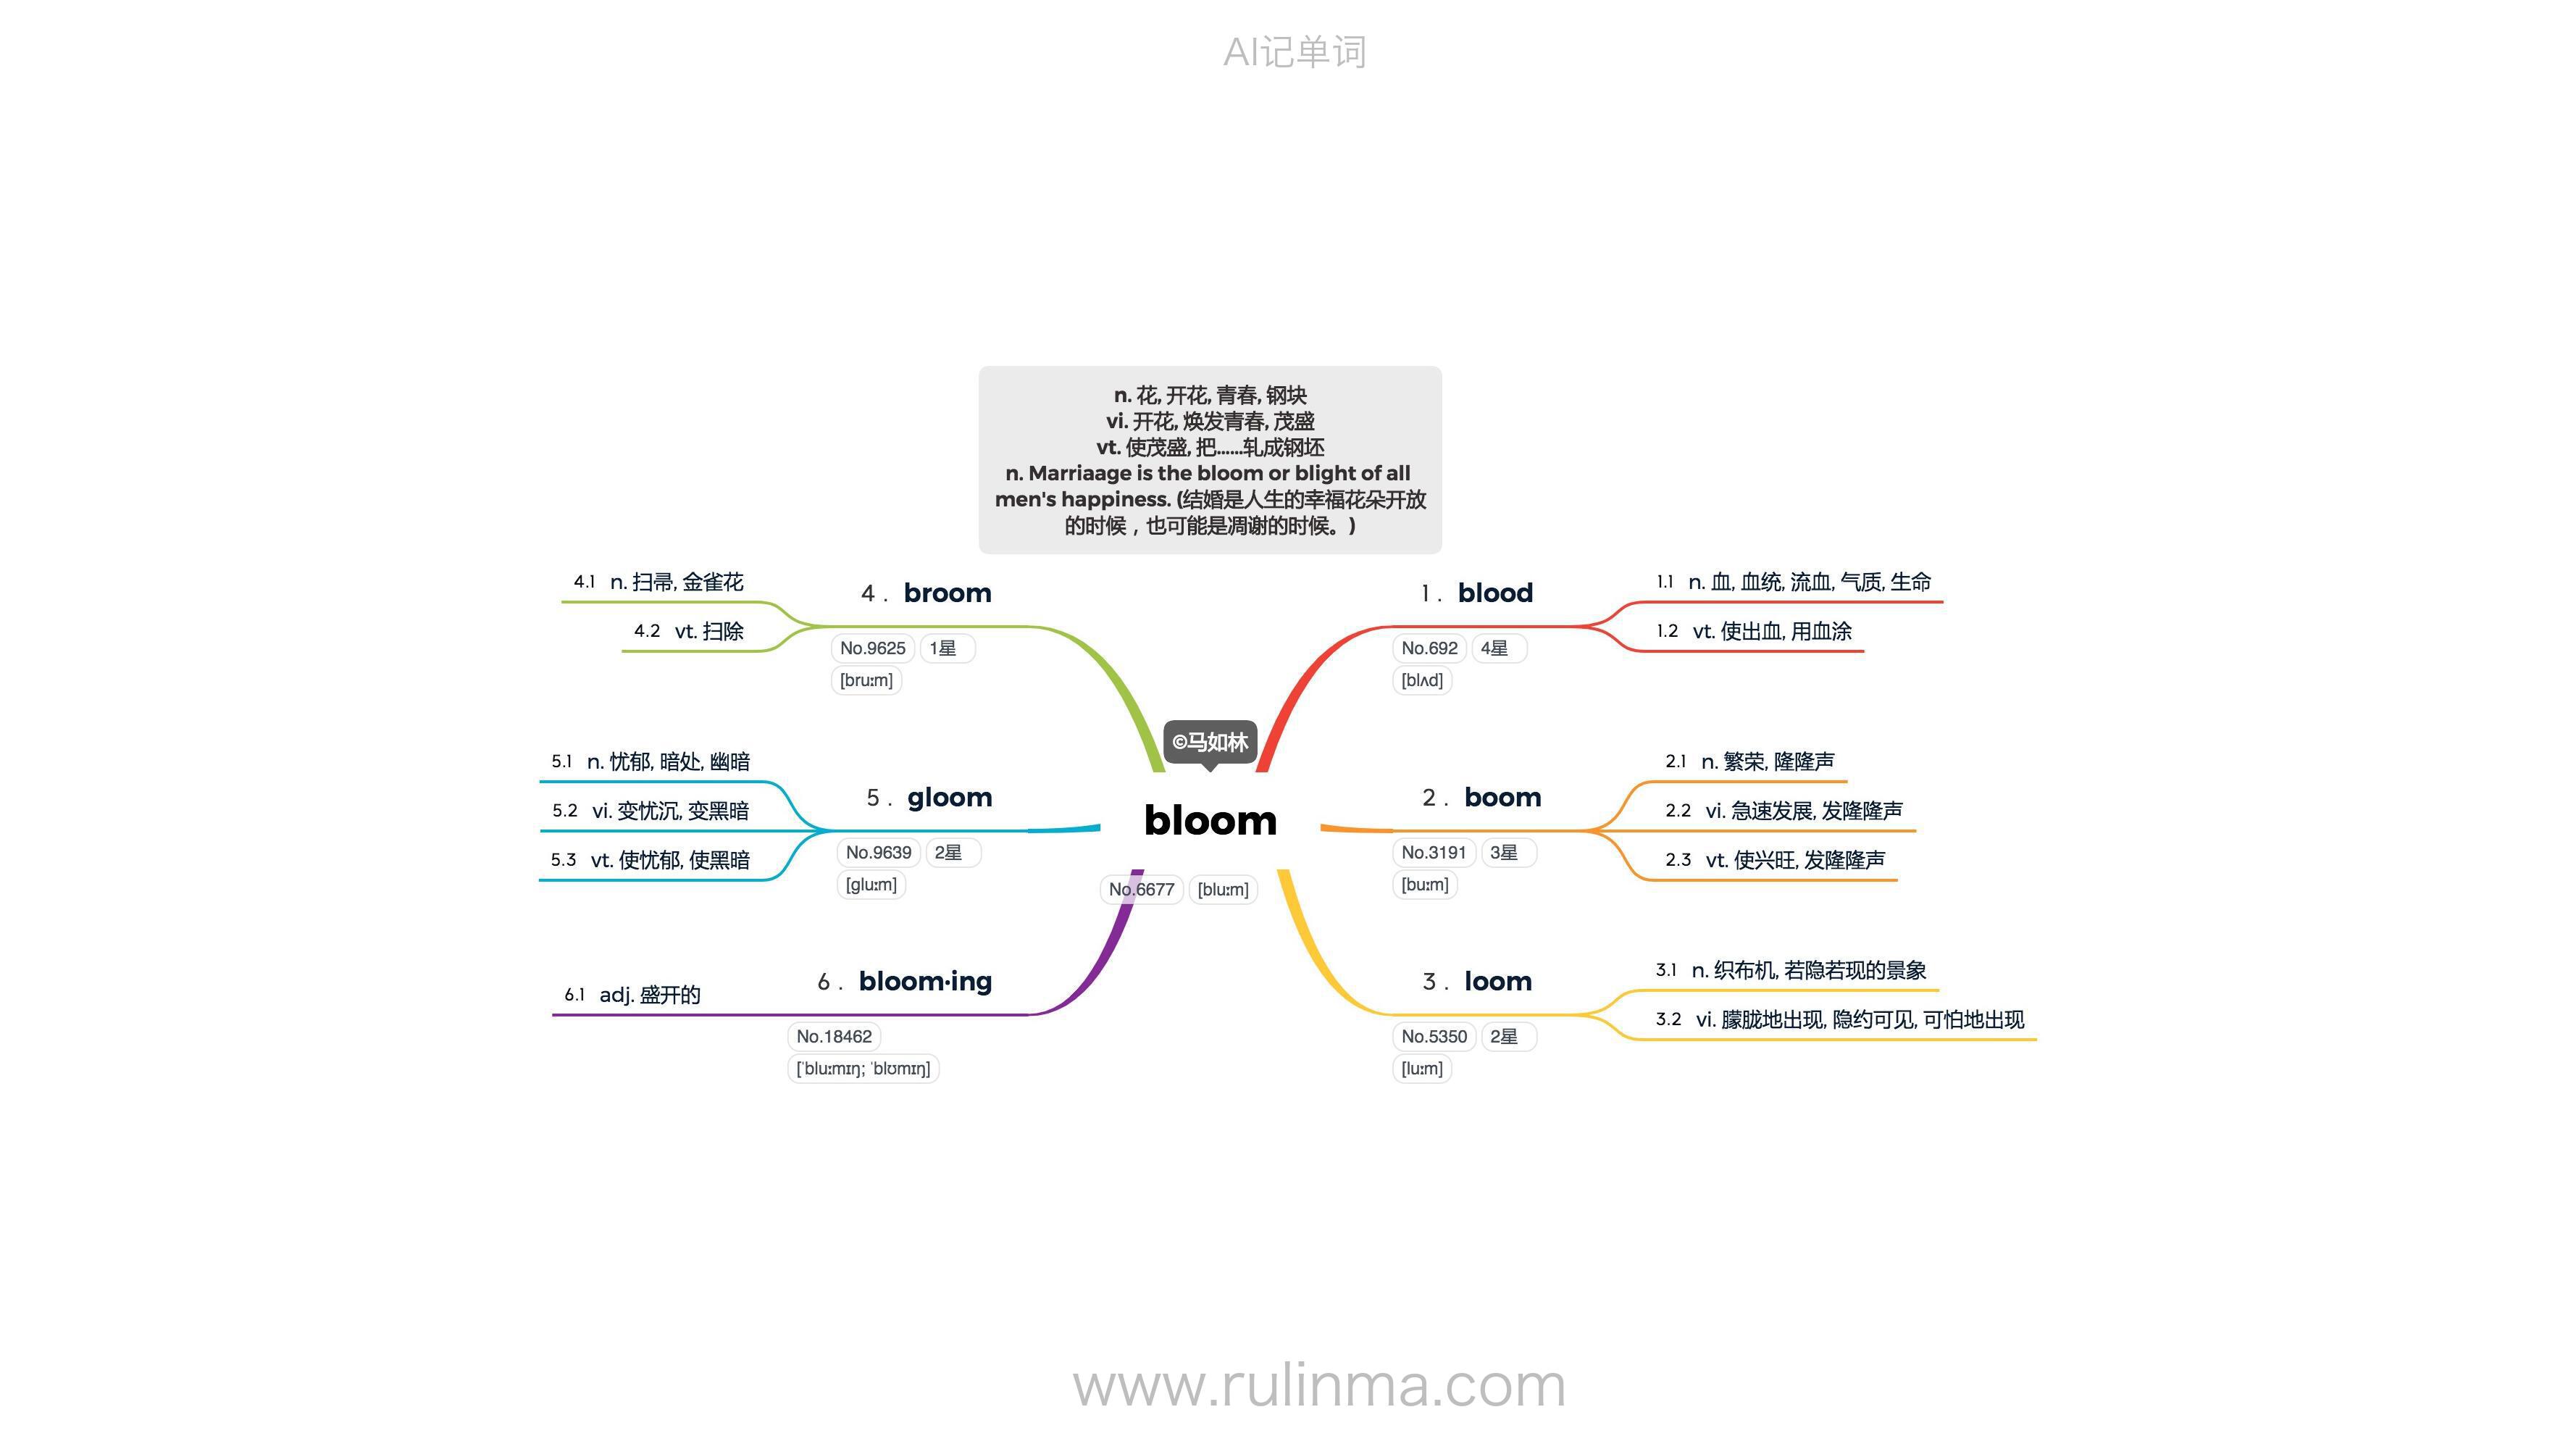 AI记单词
n. 花, 开花, 青春, 钢块
vi. 开花, 焕发青春, 茂盛
vt. 使茂盛, 把……轧成钢坯
n. Marriaage is the bloom or blight of all
men's happiness. (结婚是人生的幸福花朵开放
的时候，也可能是凋谢的时候。)
©马如林
bloom
No.6677 [bluːm]
1. blood
No.692 4星
[blʌd]
1.1 n. 血, 血统, 流血, 气质, 生命
1.2 vt. 使出血, 用血涂
2. boom
No.3191 3星
[buːm]
2.1 n. 繁荣, 隆隆声
2.2 vi. 急速发展, 发隆隆声
2.3 vt. 使兴旺, 发隆隆声
3. loom
No.5350 2星
[luːm]
3.1 n. 织布机, 若隐若现的景象
3.2 vi. 朦胧地出现, 隐约可见, 可怕地出现
4. broom
No.9625 1星
[bruːm]
4.1 n. 扫帚, 金雀花
4.2 vt. 扫除
5. gloom
No.9639 2星
[gluːm]
5.1 n. 忧郁, 暗处, 幽暗
5.2 vi. 变忧沉, 变黑暗
5.3 vt. 使忧郁, 使黑暗
6. bloom·ing
No.18462
[ˈbluːmɪŋ; ˈblʊmɪŋ]
6.1 adj. 盛开的
www.rulinma.com